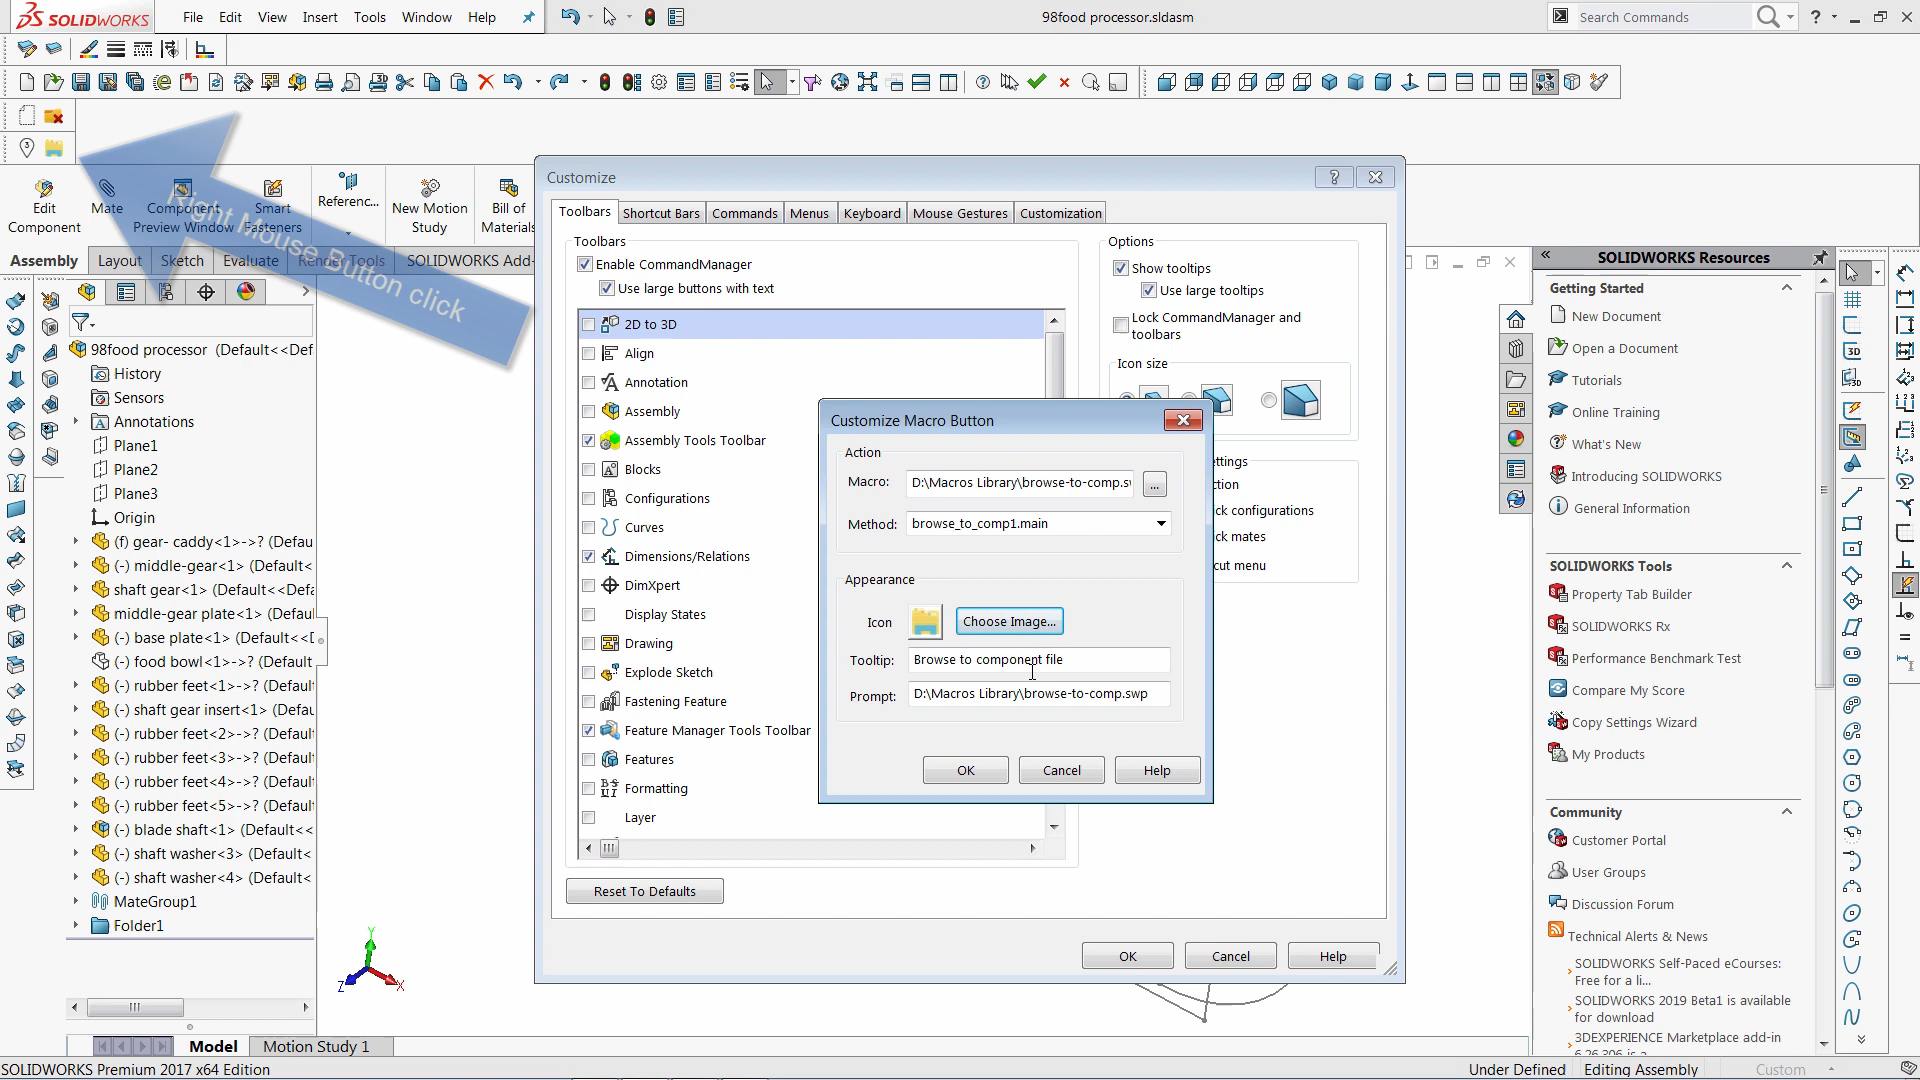 SOLIDWORKS
File Edit View Insert Tools Window Help
98food processor.sldasm
Search Commands
Edit Component
Mate
Component Preview Window
Smart Fasteners
Referenc...
New Motion Study
Bill of Materials
Right Mouse Button click
Assembly Layout Sketch Evaluate Render Tools SOLIDWORKS Add-
98food processor (Default<<Def
History
Sensors
Annotations
Plane1
Plane2
Plane3
Origin
(f) gear- caddy<1>->? (Defau
(-) middle-gear<1> (Default<
shaft gear<1> (Default<<Defa
middle-gear plate<1> (Defaul
(-) base plate<1> (Default<<D
(-) food bowl<1>->? (Default
(-) rubber feet<1>->? (Default
(-) shaft gear insert<1> (Defau
(-) rubber feet<2>->? (Default
(-) rubber feet<3>->? (Default
(-) rubber feet<4>->? (Default
(-) rubber feet<5>->? (Default
(-) blade shaft<1> (Default<<
(-) shaft washer<3> (Default<
(-) shaft washer<4> (Default<
MateGroup1
Folder1
Y
Z
X
Model Motion Study 1
SOLIDWORKS Premium 2017 x64 Edition
Under Defined Editing Assembly Custom
Customize
Toolbars Shortcut Bars Commands Menus Keyboard Mouse Gestures Customization
Toolbars
Enable CommandManager
Use large buttons with text
2D to 3D
Align
Annotation
Assembly
Assembly Tools Toolbar
Blocks
Configurations
Curves
Dimensions/Relations
DimXpert
Display States
Drawing
Explode Sketch
Fastening Feature
Feature Manager Tools Toolbar
Features
Formatting
Layer
Reset To Defaults
Options
Show tooltips
Use large tooltips
Lock CommandManager and
toolbars
Icon size
ttings
ction
ck configurations
ck mates
cut menu
OK Cancel Help
Customize Macro Button
Action
Macro: D:\Macros Library\browse-to-comp.sw
...
Method: browse_to_comp1.main
Appearance
Icon Choose Image...
Tooltip: Browse to component file
Prompt: D:\Macros Library\browse-to-comp.swp
OK Cancel Help
SOLIDWORKS Resources
Getting Started
New Document
Open a Document
Tutorials
Online Training
What's New
Introducing SOLIDWORKS
General Information
SOLIDWORKS Tools
Property Tab Builder
SOLIDWORKS Rx
Performance Benchmark Test
Compare My Score
Copy Settings Wizard
My Products
Community
Customer Portal
User Groups
Discussion Forum
Technical Alerts & News
SOLIDWORKS Self-Paced eCourses:
Free for a li...
SOLIDWORKS 2019 Beta1 is available
for download
3DEXPERIENCE Marketplace add-in